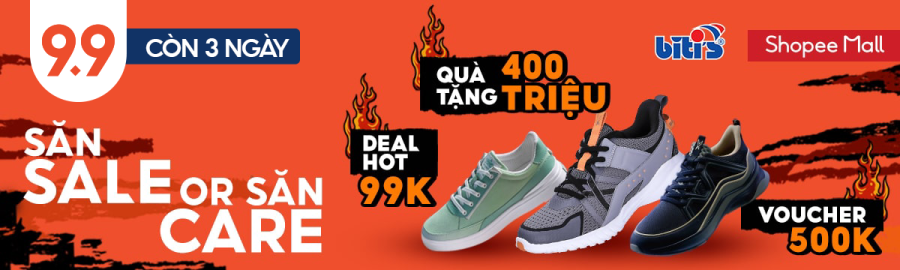 9.9
CÒN 3 NGÀY
biti's
Shopee Mall
QUÀ TẶNG
400 TRIỆU
DEAL
HOT
99K
SĂN
SALE OR SĂN
CARE
VOUCHER
500K